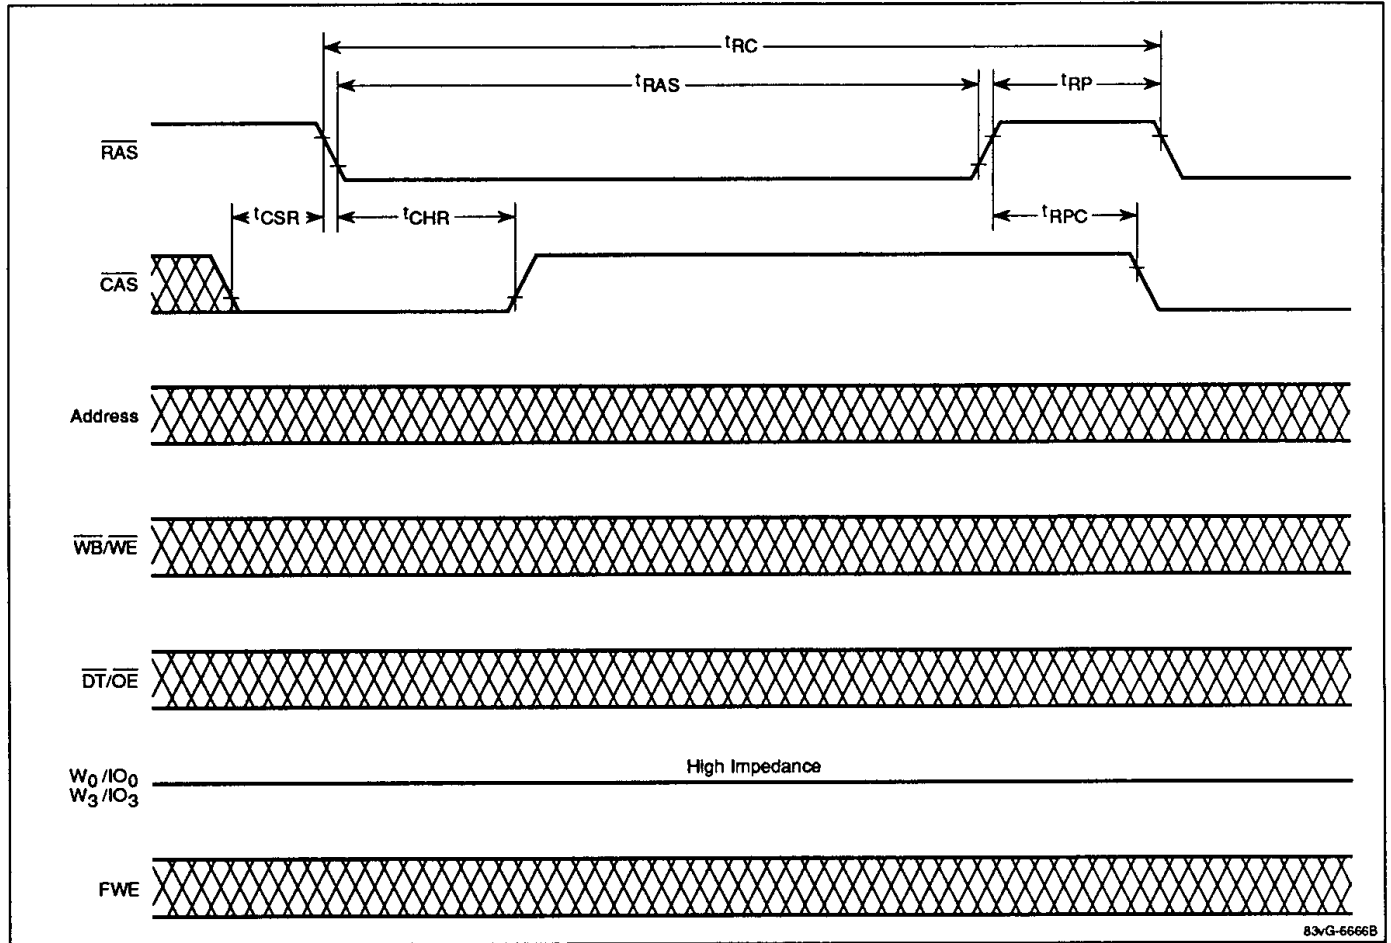 tRC
tRAS
tRP
RAS
tCSR
tCHR
tRPC
CAS
Address
WB/WE
DT/OE
W0/IO0
W3/IO3
High Impedance
FWE
83vG-6666B